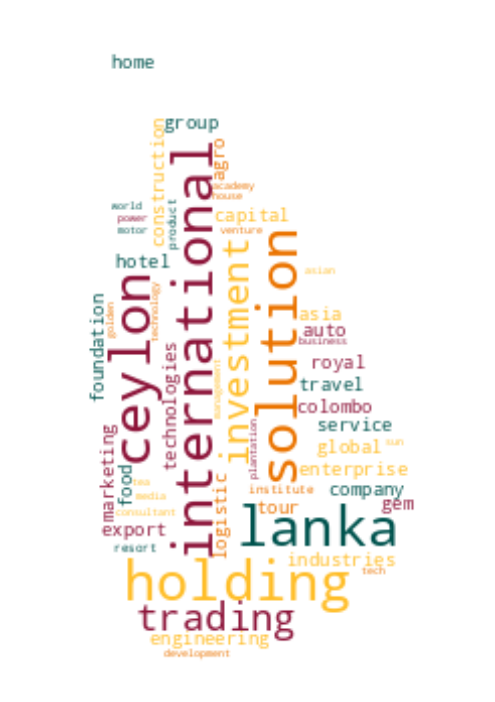 home
group
construction
agro
international
academy
house
world
power
motor
product
capital
venture
hotel
solution
investment
ceylon
asian
technology
golden
foundation
asia
auto
business
technologies
royal
management
travel
colombo
service
plantation
marketing
global
sun
food
enterprise
logistic
tea
media
institute
company
gem
tour
consultant
export
lanka
resort
industries
tech
holding
trading
engineering
development